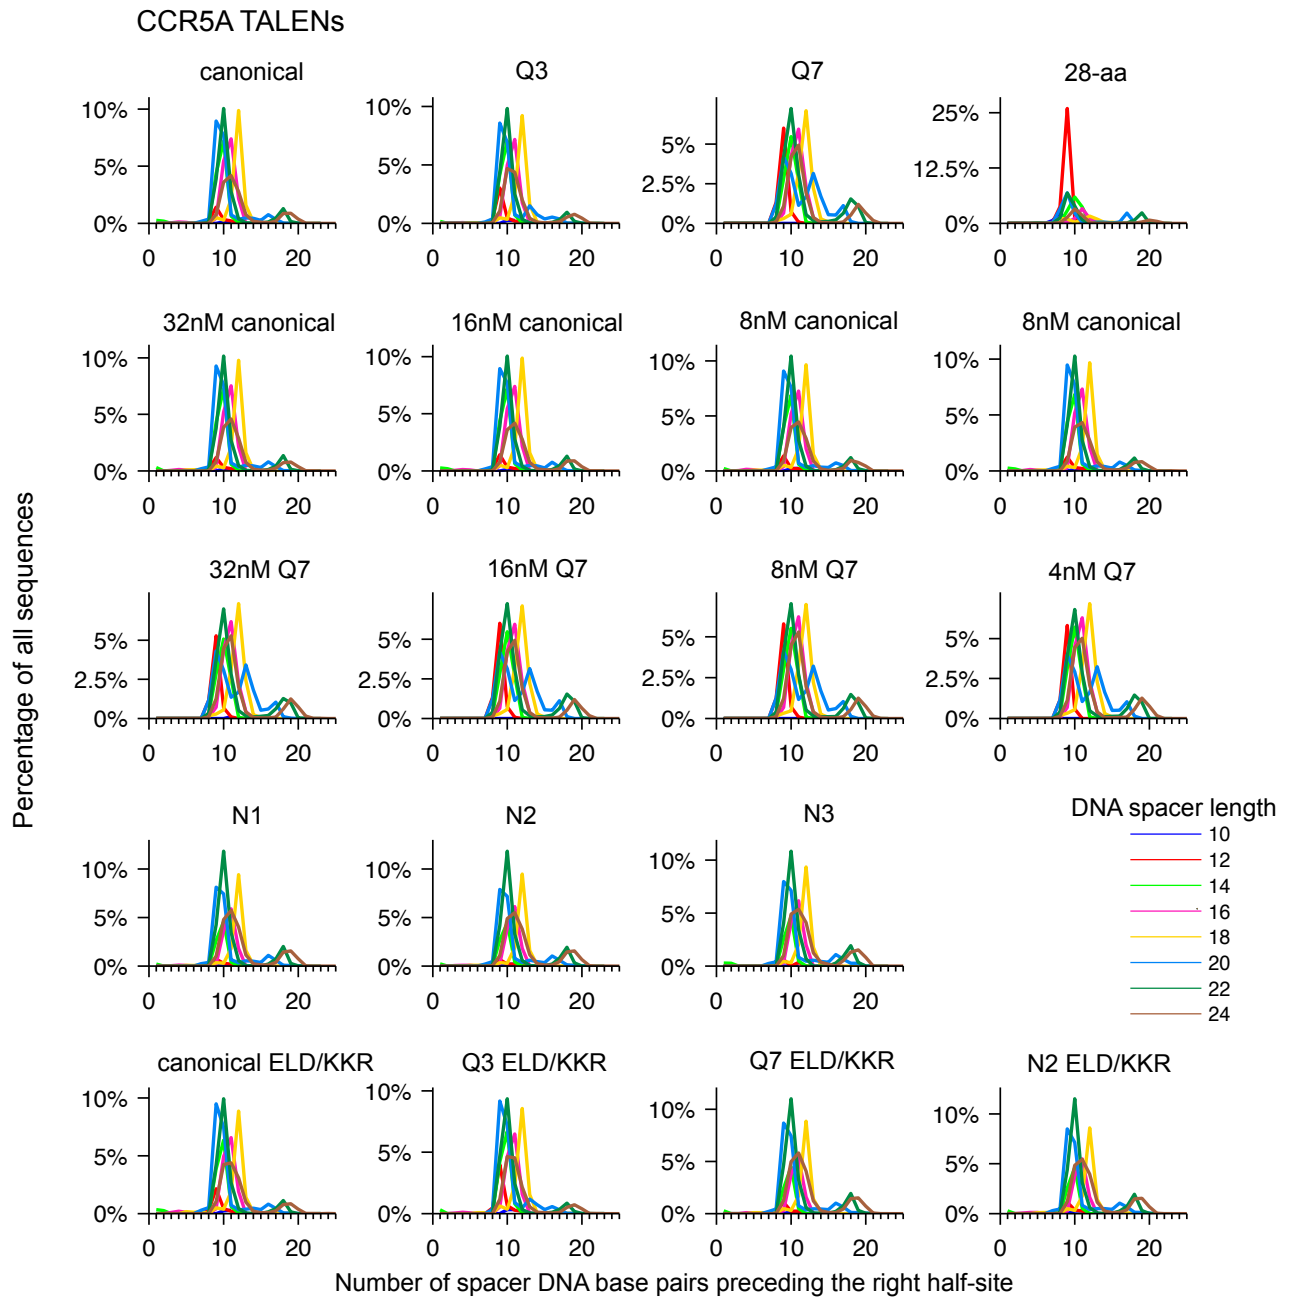 CCR5A TALENs
canonical
Q3
Q7
28-aa
10%
5%
0%
0 10 20
10%
5%
0%
0 10 20
5%
2.5%
0%
0 10 20
25%
12.5%
0%
0 10 20
32nM canonical
16nM canonical
8nM canonical
8nM canonical
10%
5%
0%
0 10 20
10%
5%
0%
0 10 20
10%
5%
0%
0 10 20
10%
5%
0%
0 10 20
Percentage of all sequences
32nM Q7
16nM Q7
8nM Q7
4nM Q7
5%
2.5%
0%
0 10 20
5%
2.5%
0%
0 10 20
5%
2.5%
0%
0 10 20
5%
2.5%
0%
0 10 20
N1
N2
N3
10%
5%
0%
0 10 20
10%
5%
0%
0 10 20
10%
5%
0%
0 10 20
DNA spacer length
10
12
14
16
18
20
22
24
canonical ELD/KKR
Q3 ELD/KKR
Q7 ELD/KKR
N2 ELD/KKR
10%
5%
0%
0 10 20
10%
5%
0%
0 10 20
10%
5%
0%
0 10 20
10%
5%
0%
0 10 20
Number of spacer DNA base pairs preceding the right half-site